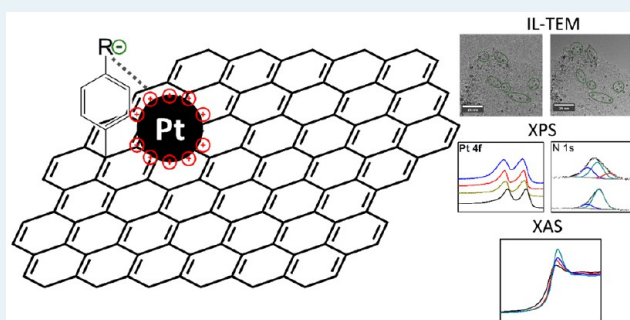 R⊖
Pt
IL-TEM
XPS
Pt 4f
N 1s
XAS